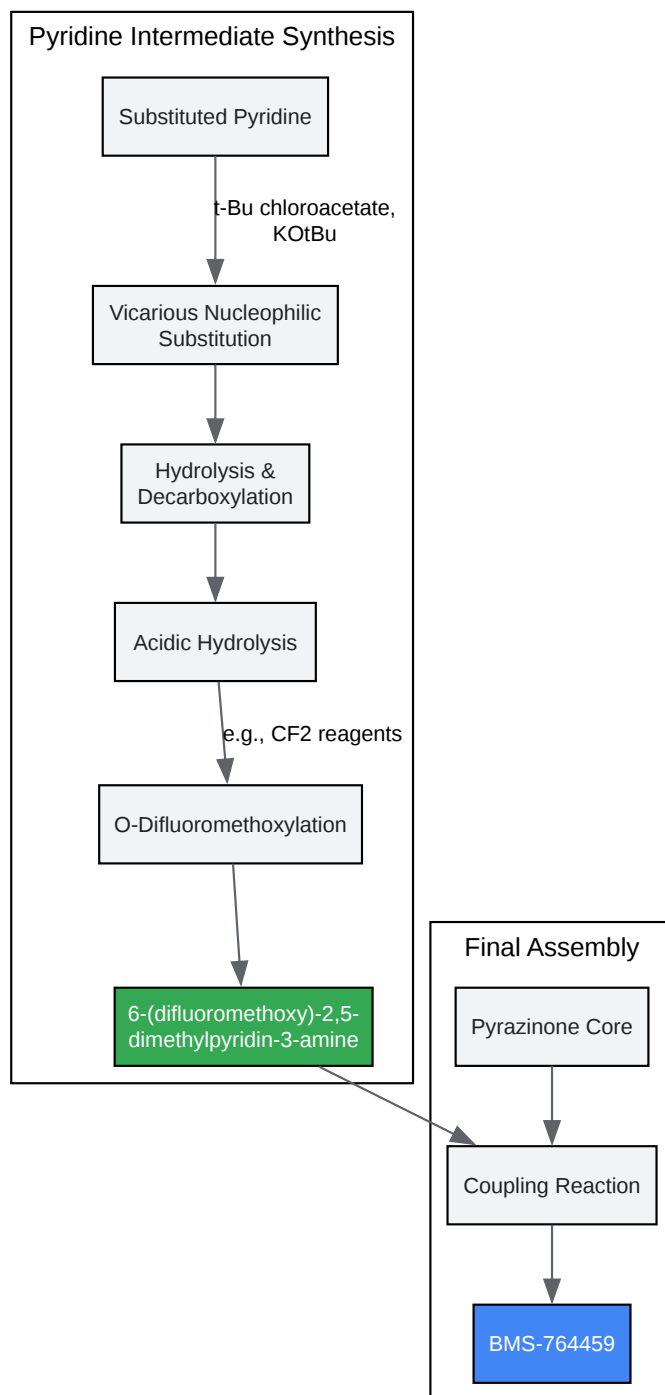 Pyridine Intermediate Synthesis
Substituted Pyridine
t-Bu chloroacetate,
KOtBu
Vicarious Nucleophilic
Substitution
Hydrolysis &
Decarboxylation
Acidic Hydrolysis
e.g., CF2 reagents
O-Difluoromethoxylation
6-(difluoromethoxy)-2,5-
dimethylpyridin-3-amine
Final Assembly
Pyrazinone Core
Coupling Reaction
BMS-764459